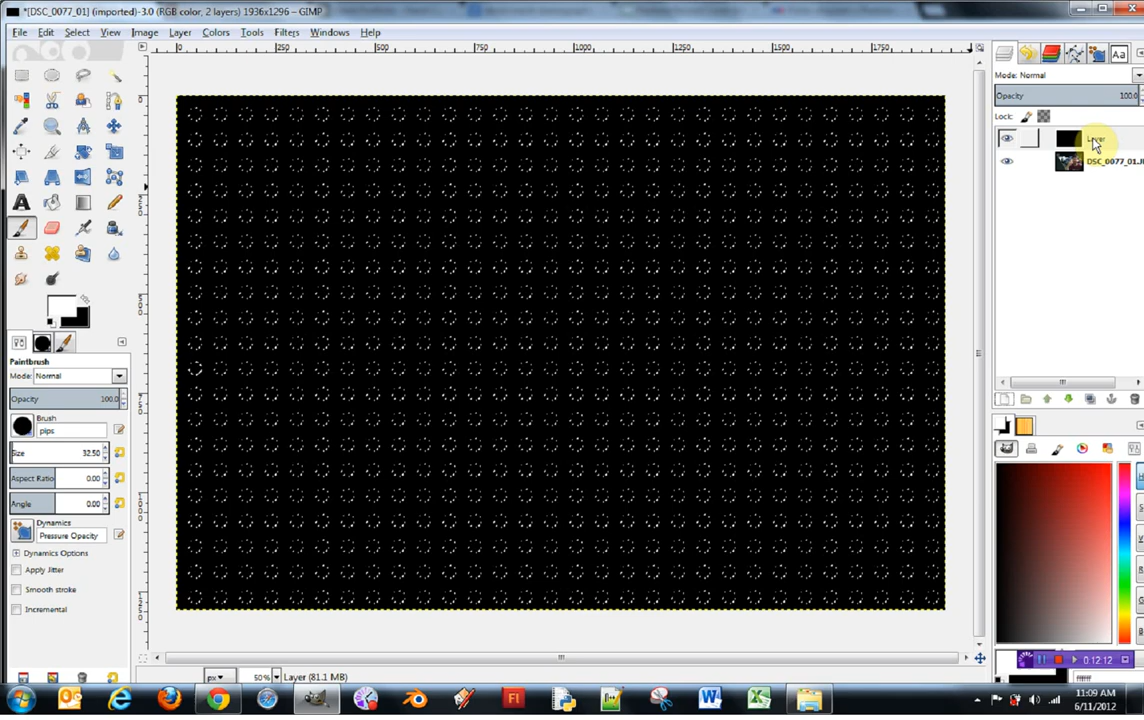 *[DSC_0077_01] (imported)-3.0 (RGB color, 2 layers) 1936x1296 – GIMP
File Edit Select View Image Layer Colors Tools Filters Windows Help
0 250 500 750 1000 1250 1500 1750
Mode: Normal
Opacity 100.0
Lock:
Layer
DSC_0077_01.J
Paintbrush
Mode: Normal
Opacity 100.0
Brush
pips
Size 32.50
Aspect Ratio 0.00
Angle 0.00
Dynamics
Pressure Opacity
Dynamics Options
Apply Jitter
Smooth stroke
Incremental
px 50% Layer (81.1 MB)
0:12:12
ffffff
11:09 AM
6/11/2012